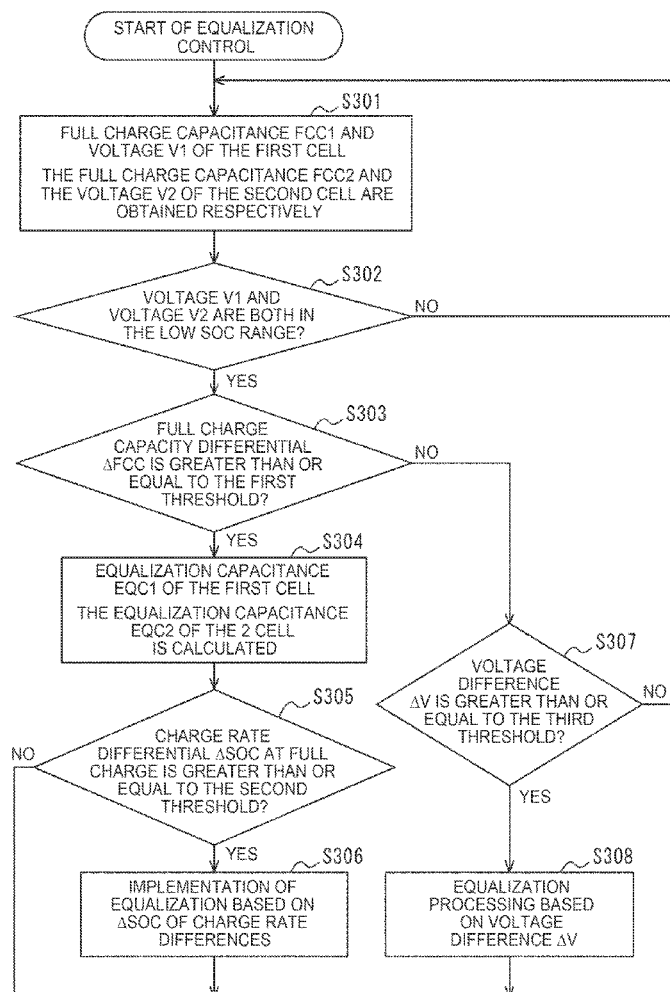 START OF EQUALIZATION
CONTROL
S301
FULL CHARGE CAPACITANCE FCC1 AND
VOLTAGE V1 OF THE FIRST CELL
THE FULL CHARGE CAPACITANCE FCC2 AND
THE VOLTAGE V2 OF THE SECOND CELL ARE
OBTAINED RESPECTIVELY
S302
VOLTAGE V1 AND
VOLTAGE V2 ARE BOTH IN
THE LOW SOC RANGE?
NO
YES
S303
FULL CHARGE
CAPACITY DIFFERENTIAL
ΔFCC IS GREATER THAN OR
EQUAL TO THE FIRST
THRESHOLD?
NO
YES
S304
EQUALIZATION CAPACITANCE
EQC1 OF THE FIRST CELL
THE EQUALIZATION CAPACITANCE
EQC2 OF THE 2 CELL
IS CALCULATED
S307
VOLTAGE
DIFFERENCE
ΔV IS GREATER THAN OR
EQUAL TO THE THIRD
THRESHOLD?
NO
YES
S305
CHARGE RATE
DIFFERENTIAL ΔSOC AT FULL
CHARGE IS GREATER THAN OR
EQUAL TO THE SECOND
THRESHOLD?
NO
YES
S306
IMPLEMENTATION OF
EQUALIZATION BASED ON
ΔSOC OF CHARGE RATE
DIFFERENCES
S308
EQUALIZATION
PROCESSING BASED
ON VOLTAGE
DIFFERENCE ΔV